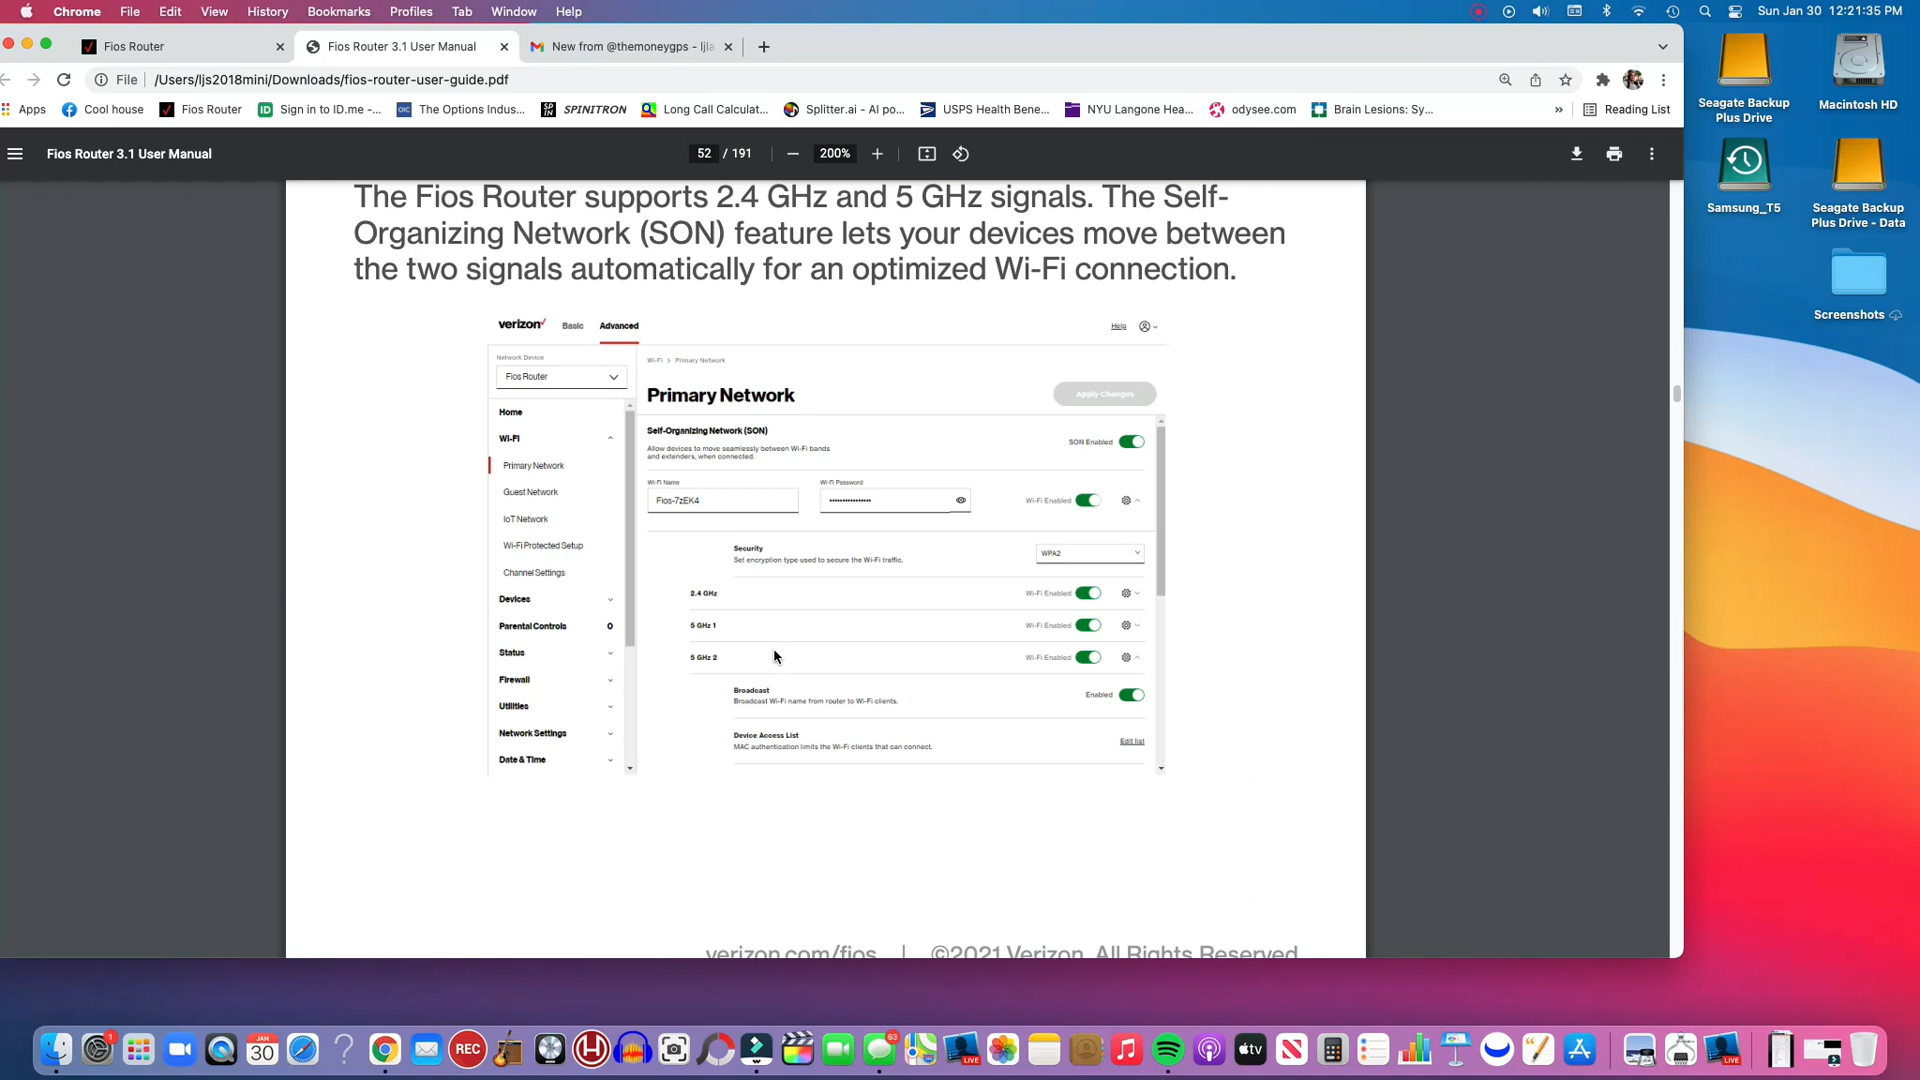 Chrome File Edit View History Bookmarks Profiles Tab Window Help Sun Jan 30 12:21:35 PM
Fios Router Fios Router 3.1 User Manual New from @themoneygps - ljla
File /Users/ljs2018mini/Downloads/fios-router-user-guide.pdf
Apps Cool house Fios Router ID Sign in to ID.me -... OIC The Options Indus... SPIN SPINITRON Long Call Calculat... Splitter.ai - AI po... USPS Health Bene... NYU Langone Hea... odysee.com Brain Lesions: Sy... » Reading List
Fios Router 3.1 User Manual 52 / 191 200%
Seagate Backup Plus Drive
Macintosh HD
Samsung_T5
Seagate Backup Plus Drive - Data
Screenshots
The Fios Router supports 2.4 GHz and 5 GHz signals. The Self-
Organizing Network (SON) feature lets your devices move between
the two signals automatically for an optimized Wi-Fi connection.
verizon Basic Advanced Help
Network Device
Fios Router
Home
Wi-Fi
Primary Network
Guest Network
IoT Network
Wi-Fi Protected Setup
Channel Settings
Devices
Parental Controls 0
Status
Firewall
Utilities
Network Settings
Date & Time
Wi-Fi > Primary Network
Primary Network Apply Changes
Self-Organizing Network (SON)
Allow devices to move seamlessly between Wi-Fi bands
and extenders, when connected.
SON Enabled
Wi-Fi Name Wi-Fi Password
Fios-7zEK4 •••••••••••••••• Wi-Fi Enabled
Security
Set encryption type used to secure the Wi-Fi traffic.
WPA2
2.4 GHz Wi-Fi Enabled
5 GHz 1 Wi-Fi Enabled
5 GHz 2 Wi-Fi Enabled
Broadcast
Broadcast Wi-Fi name from router to Wi-Fi clients.
Enabled
Device Access List
MAC authentication limits the Wi-Fi clients that can connect.
Edit list
verizon.com/fios | ©2021 Verizon. All Rights Reserved
1
JAN
30
REC
63
LIVE
tv
LIVE